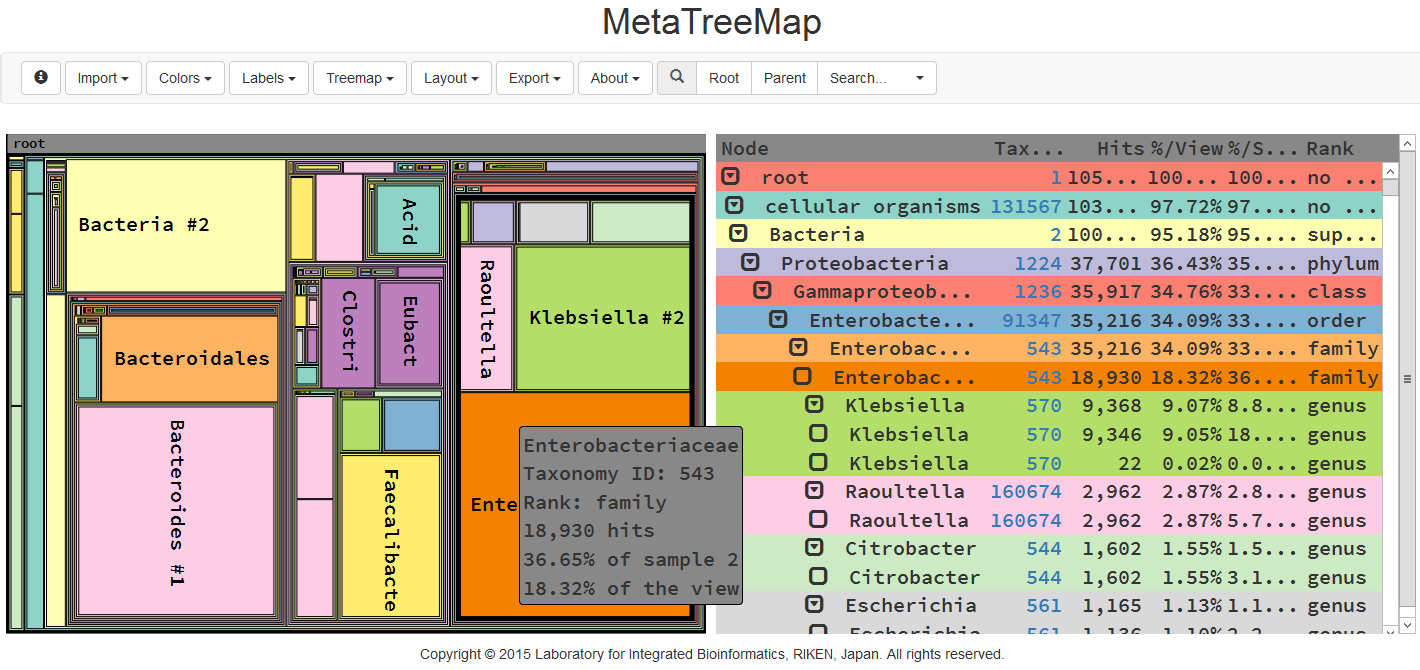 MetaTreeMap
Import Colors Labels Treemap Layout Export About Root Parent Search...
root
Bacteria #2
Acid
Bacteroidales
Bacteroides #1
Clostri
Eubact
Faecalibacte
Raoultella
Klebsiella #2
Ente
Enterobacteriaceae
Taxonomy ID: 543
Rank: family
18,930 hits
36.65% of sample 2
18.32% of the view
Node Tax... Hits %/View %/S... Rank
root 1 105... 100... 100... no ...
cellular organisms 131567 103... 97.72% 97.... no ...
Bacteria 2 100... 95.18% 95.... sup...
Proteobacteria 1224 37,701 36.43% 35.... phylum
Gammaproteob... 1236 35,917 34.76% 33.... class
Enterobacte... 91347 35,216 34.09% 33.... order
Enterobac... 543 35,216 34.09% 33.... family
Enterobac... 543 18,930 18.32% 36.... family
Klebsiella 570 9,368 9.07% 8.8... genus
Klebsiella 570 9,346 9.05% 18.... genus
Klebsiella 570 22 0.02% 0.0... genus
Raoultella 160674 2,962 2.87% 2.8... genus
Raoultella 160674 2,962 2.87% 5.7... genus
Citrobacter 544 1,602 1.55% 1.5... genus
Citrobacter 544 1,602 1.55% 3.1... genus
Escherichia 561 1,165 1.13% 1.1... genus
Escherichia 561 1,136 1.10% 2.2... genus
Copyright © 2015 Laboratory for Integrated Bioinformatics, RIKEN, Japan. All rights reserved.